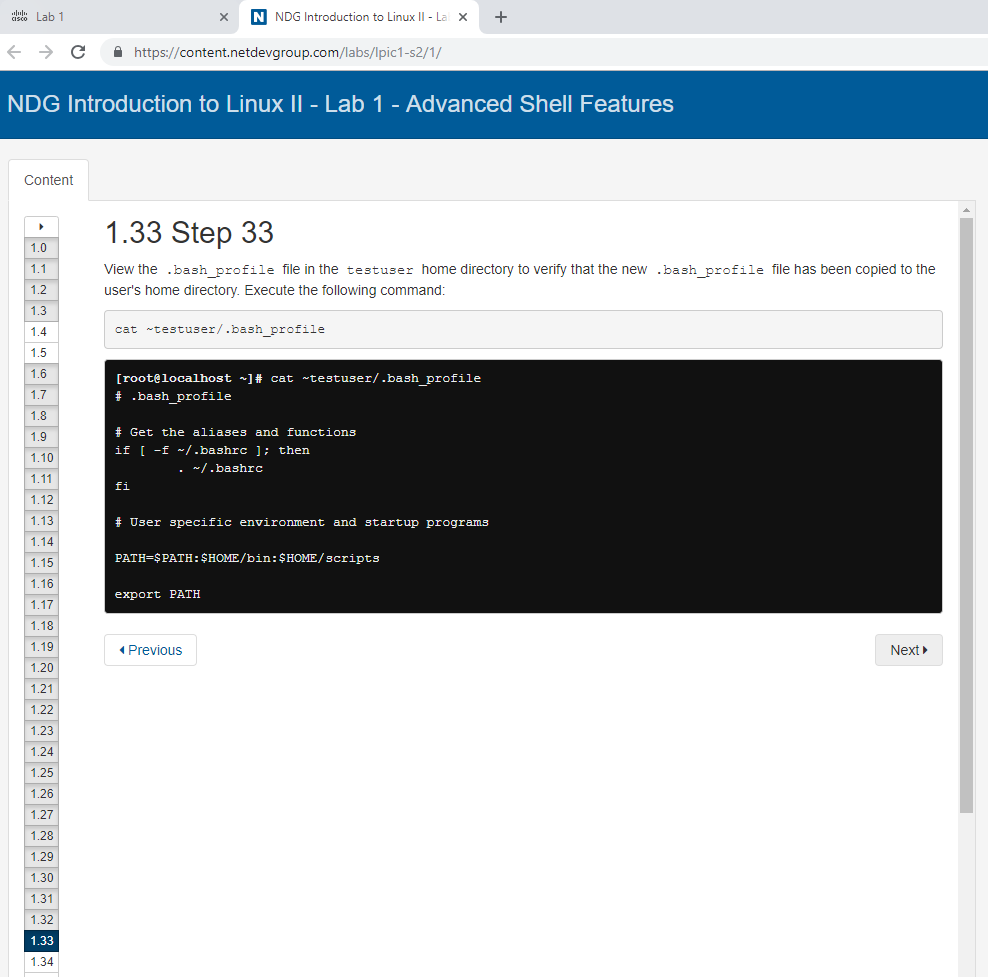 cisco
Lab 1
NDG Introduction to Linux II - La
https://content.netdevgroup.com/labs/lpic1-s2/1/
NDG Introduction to Linux II - Lab 1 - Advanced Shell Features
Content
1.0
1.1
1.2
1.3
1.4
1.5
1.6
1.7
1.8
1.9
1.10
1.11
1.12
1.13
1.14
1.15
1.16
1.17
1.18
1.19
1.20
1.21
1.22
1.23
1.24
1.25
1.26
1.27
1.28
1.29
1.30
1.31
1.32
1.33
1.34
1.33 Step 33
View the .bash_profile file in the testuser home directory to verify that the new .bash_profile file has been copied to the
user's home directory. Execute the following command:
cat ~testuser/.bash_profile
[root@localhost ~]# cat ~testuser/.bash_profile
# .bash_profile
# Get the aliases and functions
if [ -f ~/.bashrc ]; then
        . ~/.bashrc
fi
# User specific environment and startup programs
PATH=$PATH:$HOME/bin:$HOME/scripts
export PATH
Previous
Next